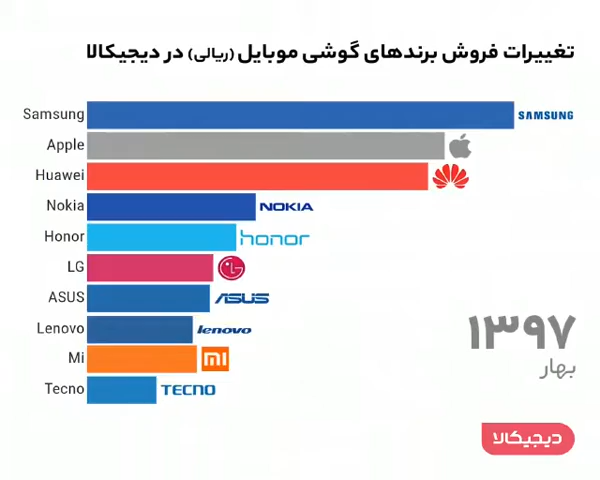 تغییرات فروش برندهای گوشی موبایل (ریالی) در دیجیکالا
Samsung SAMSUNG
Apple
Huawei
Nokia NOKIA
Honor honor
LG LG
ASUS ASUS
Lenovo lenovo
Mi mi
Tecno TECNO
۱۳۹۷
بهار
دیجیکالا